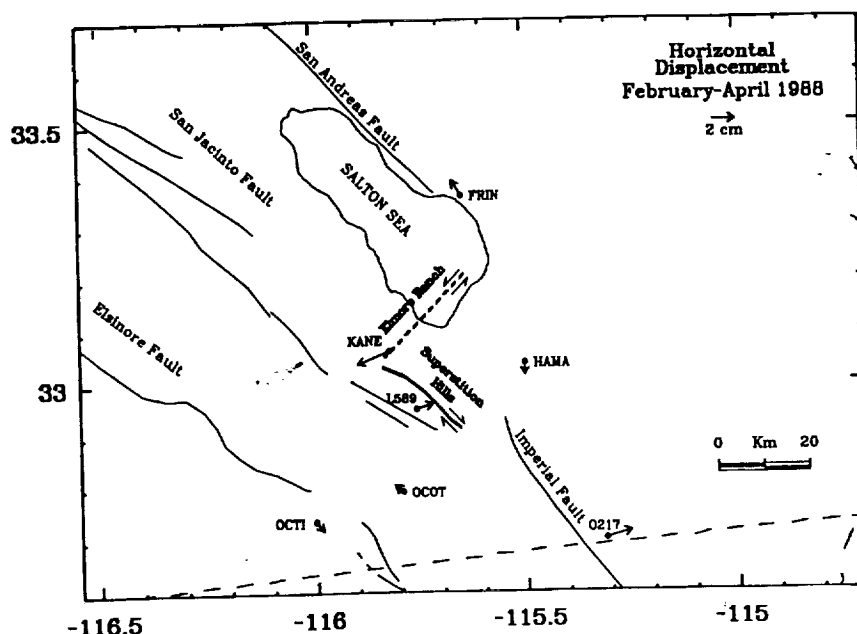 Horizontal
Displacement
February-April 1988
2 cm
San Andreas Fault
San Jacinto Fault
33.5
SALTON SEA
FRIN
Elmore Ranch
Elsinore Fault
KANE
Superstition
Hills
HAMA
33
L589
0 Km 20
Imperial Fault
OCOT
OCTI
O217
-116.5
-116
-115.5
-115